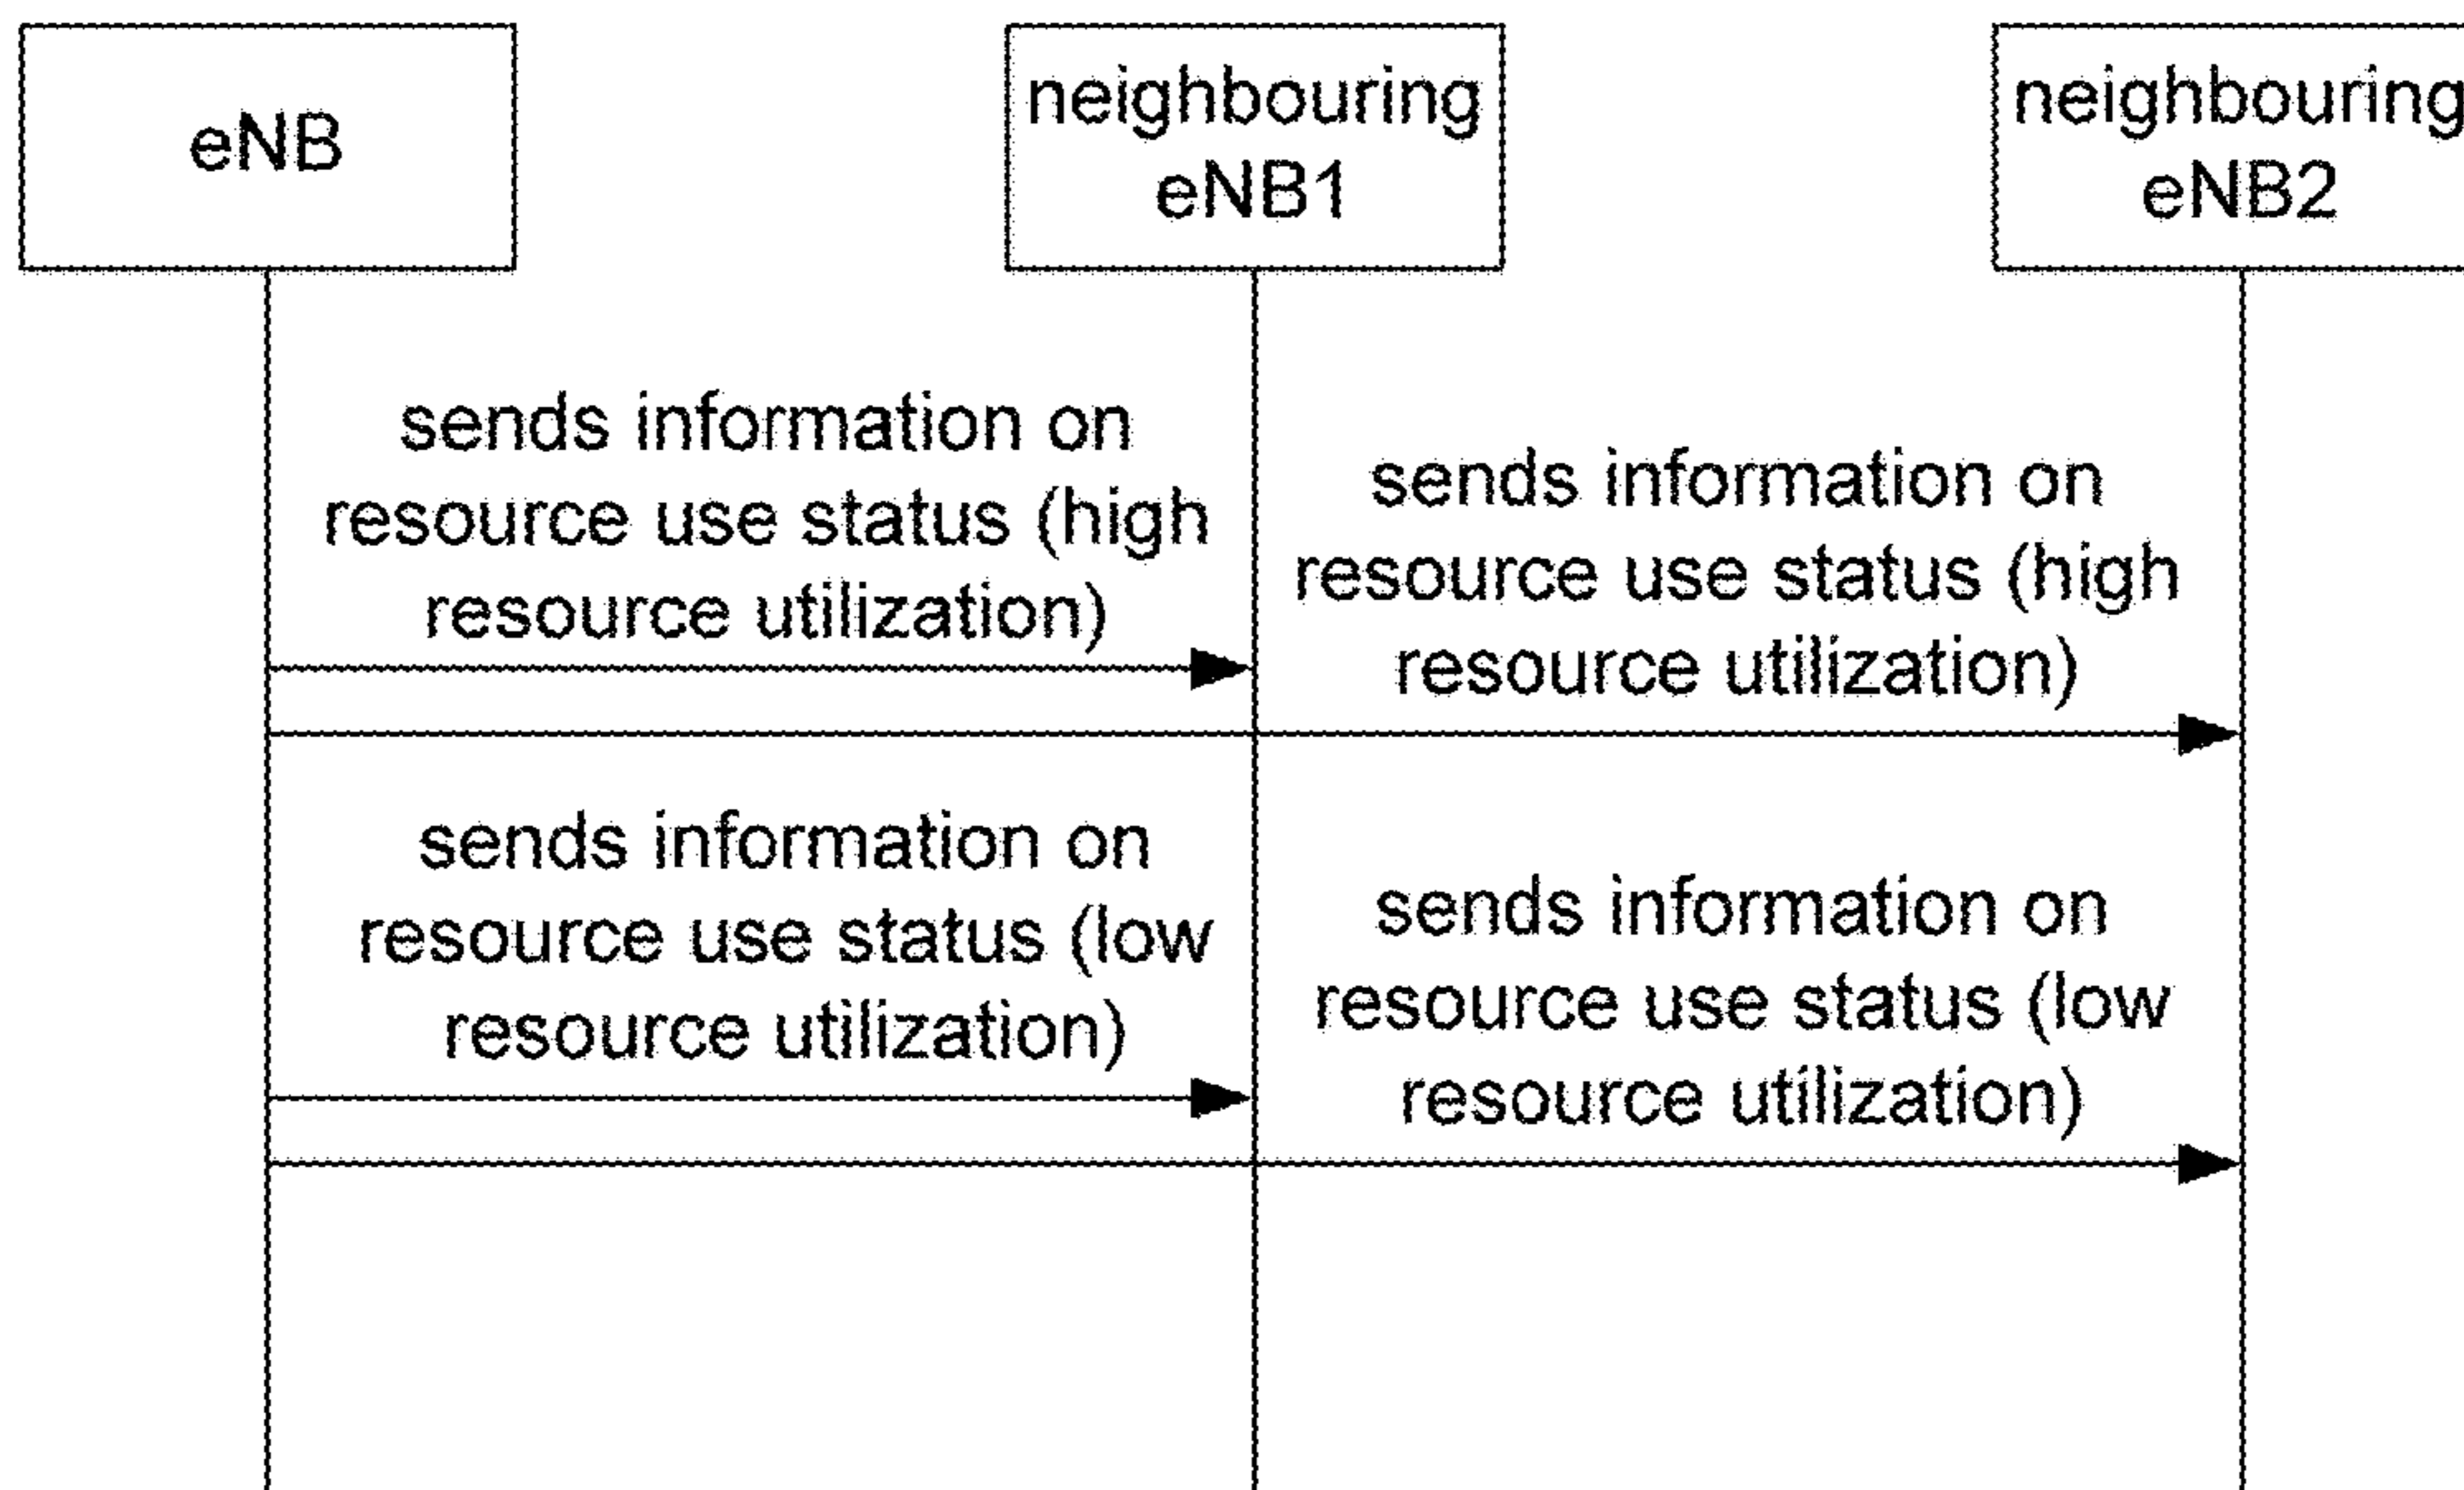 eNB
neighbouring
eNB1
neighbouring
eNB2
sends information on
resource use status (high
resource utilization)
sends information on
resource use status (high
resource utilization)
sends information on
resource use status (low
resource utilization)
sends information on
resource use status (low
resource utilization)